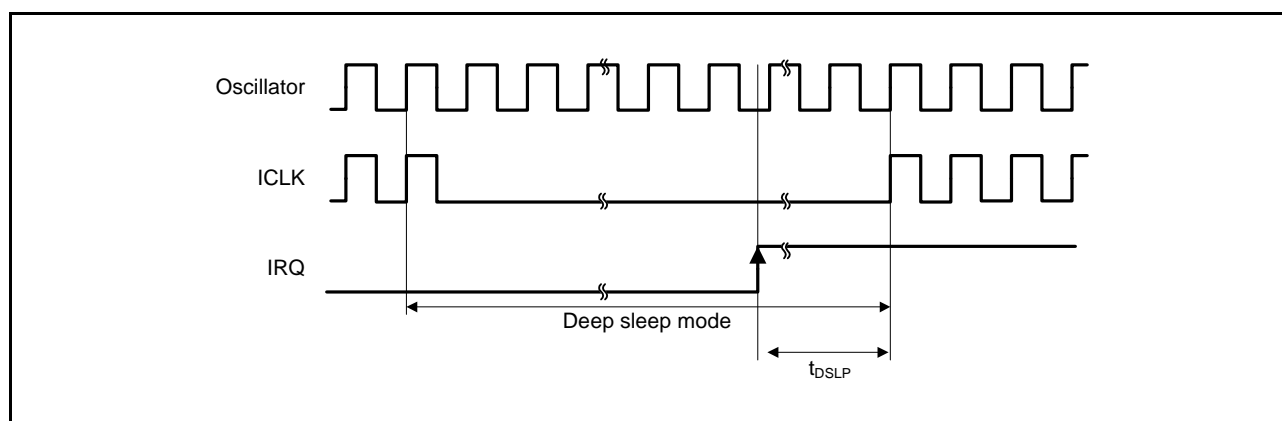 Oscillator
ICLK
IRQ
Deep sleep mode
tDSLP